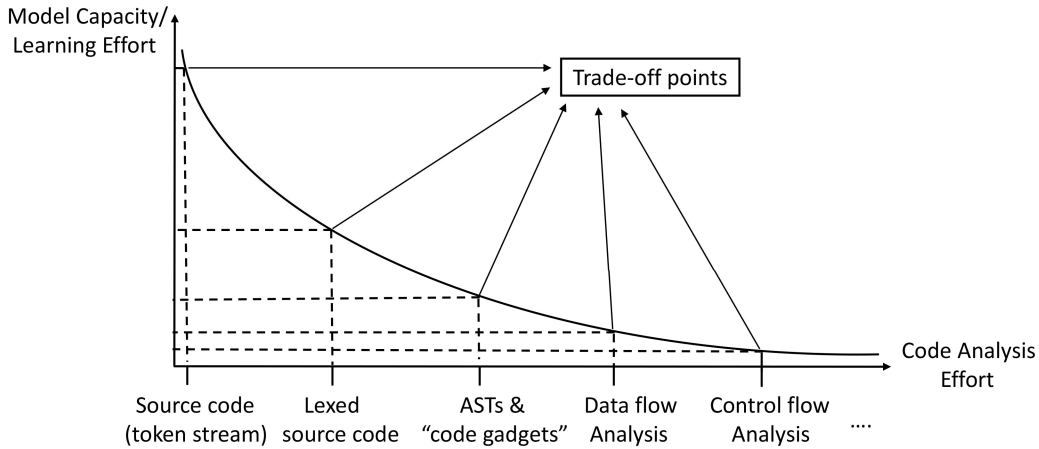 Model Capacity/
Learning Effort
Trade-off points
Code Analysis
Effort
Source code
(token stream)
Lexed
source code
ASTs &
“code gadgets”
Data flow
Analysis
Control flow
Analysis
....